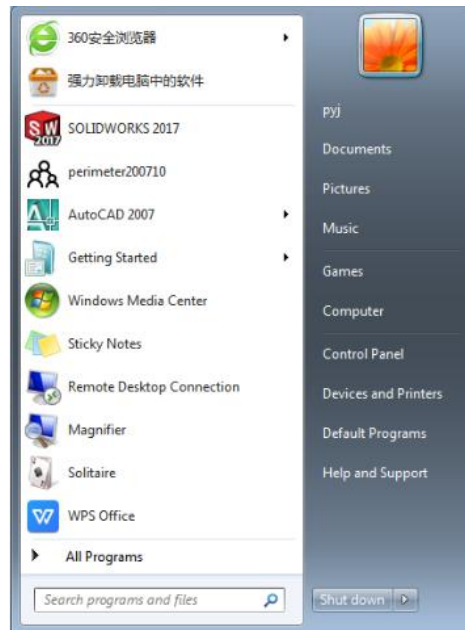 360安全浏览器
强力卸载电脑中的软件
SW
2017
SOLIDWORKS 2017
perimeter200710
AutoCAD 2007
Getting Started
Windows Media Center
Sticky Notes
Remote Desktop Connection
Magnifier
Solitaire
W
WPS Office
All Programs
Search programs and files
pyj
Documents
Pictures
Music
Games
Computer
Control Panel
Devices and Printers
Default Programs
Help and Support
Shut down